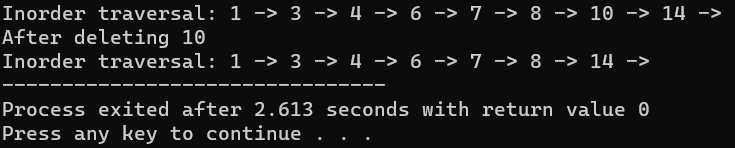 Inorder traversal: 1 -> 3 -> 4 -> 6 -> 7 -> 8 -> 10 -> 14 ->
After deleting 10
Inorder traversal: 1 -> 3 -> 4 -> 6 -> 7 -> 8 -> 14 ->
--------------------------------
Process exited after 2.613 seconds with return value 0
Press any key to continue . . .